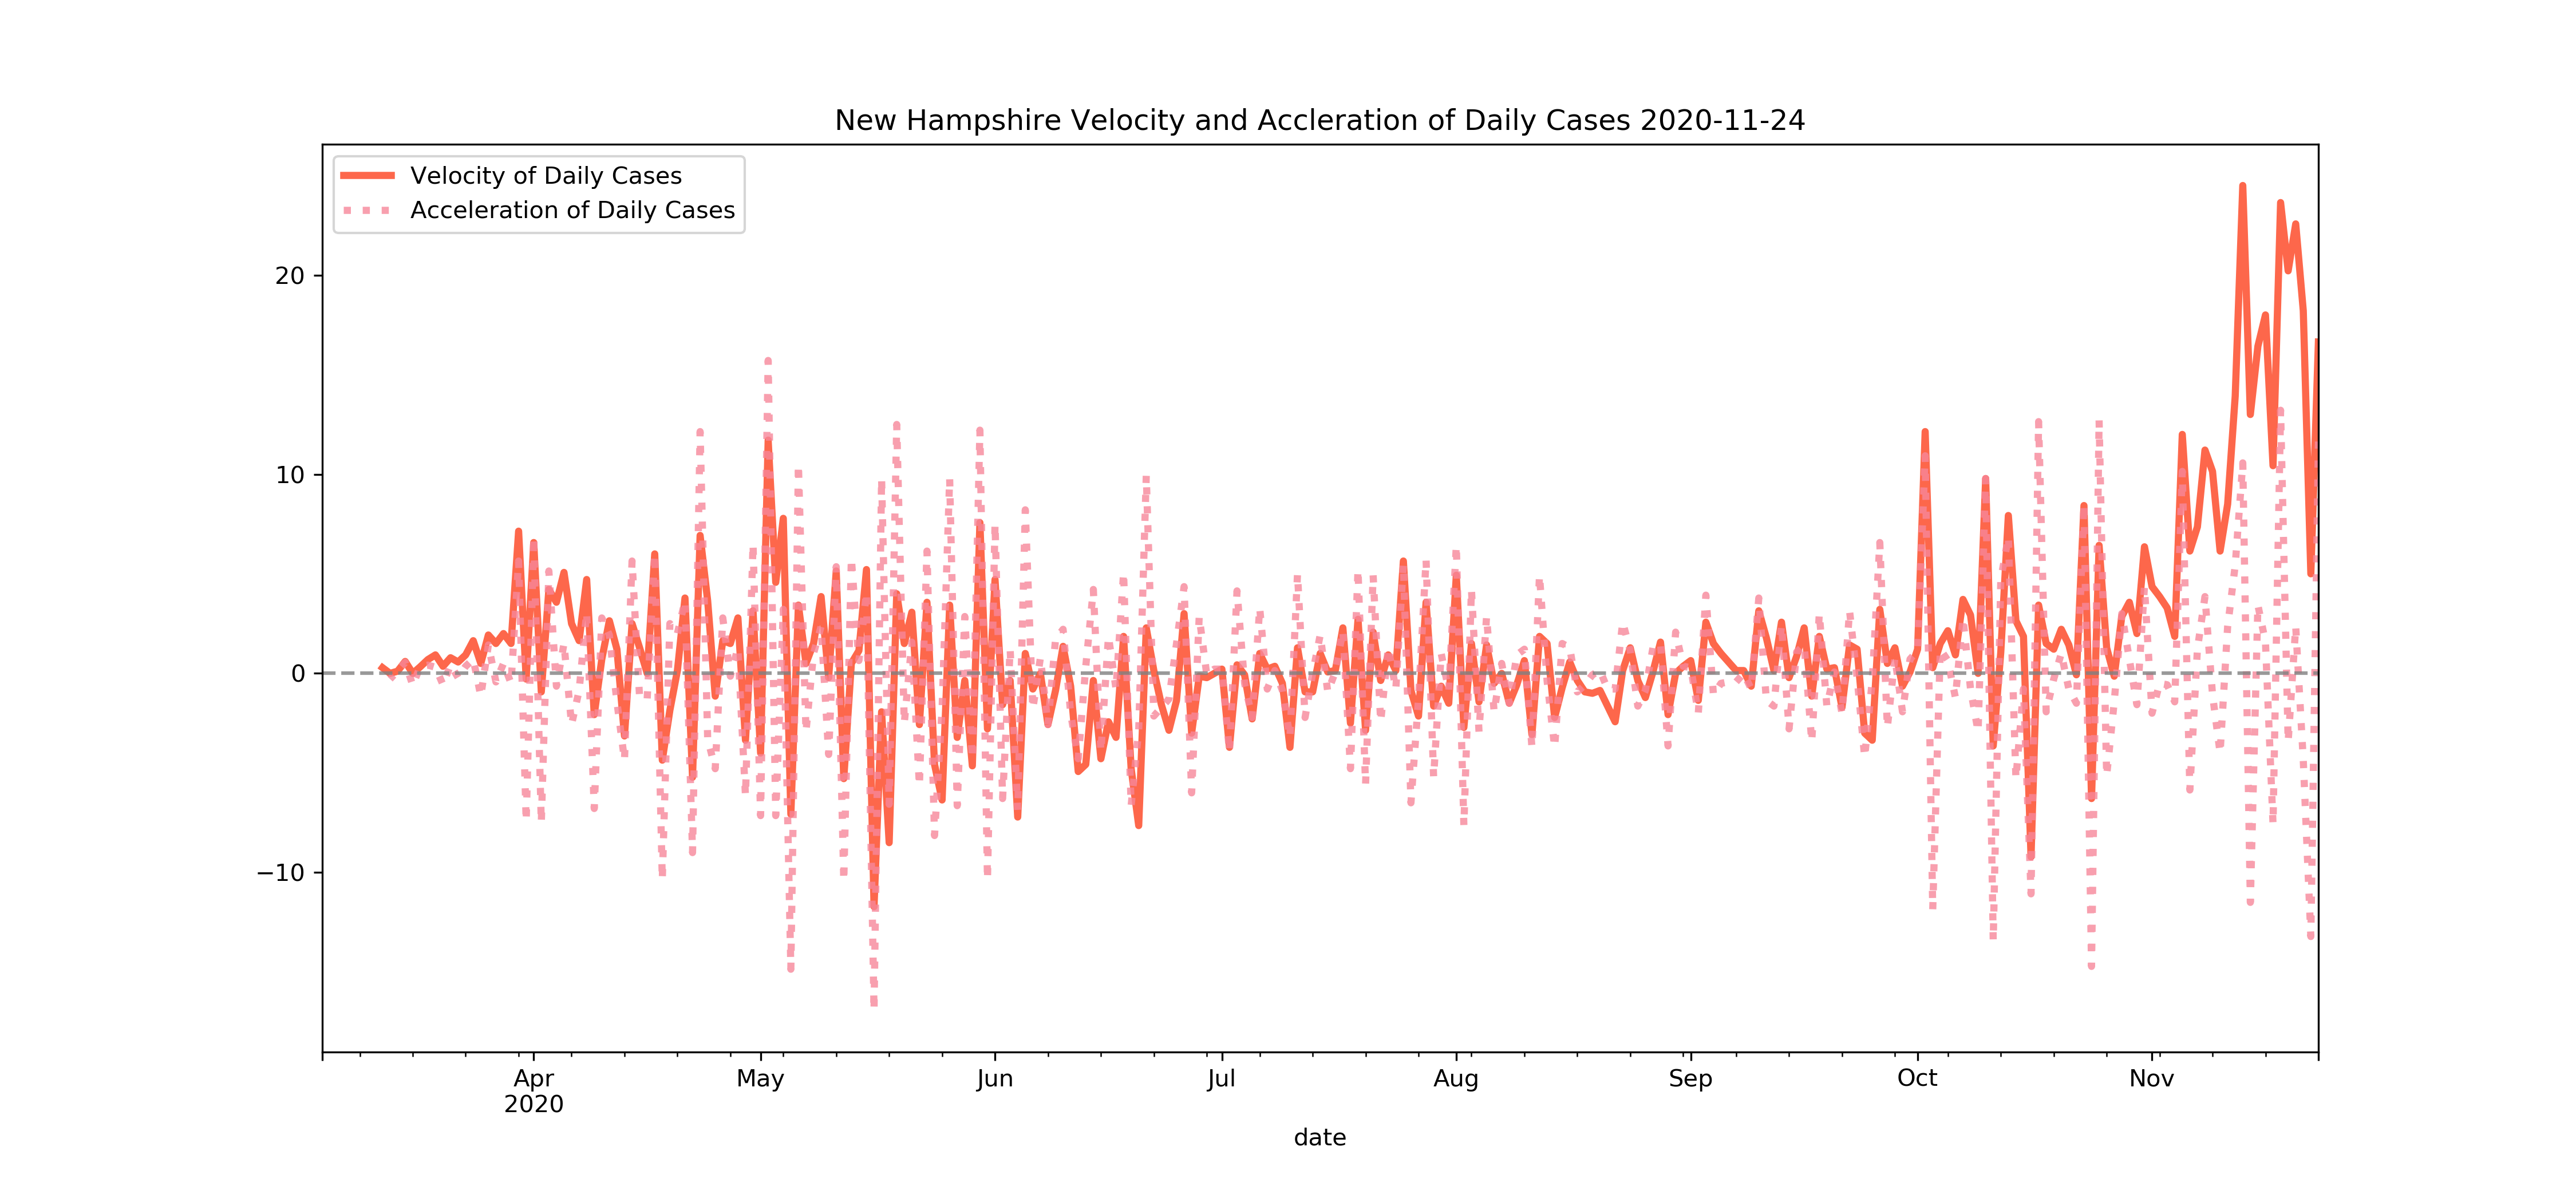 New Hampshire Velocity and Accleration of Daily Cases 2020-11-24
Velocity of Daily Cases
Acceleration of Daily Cases
20
10
0
−10
Apr
2020
May
Jun
Jul
Aug
Sep
Oct
Nov
date